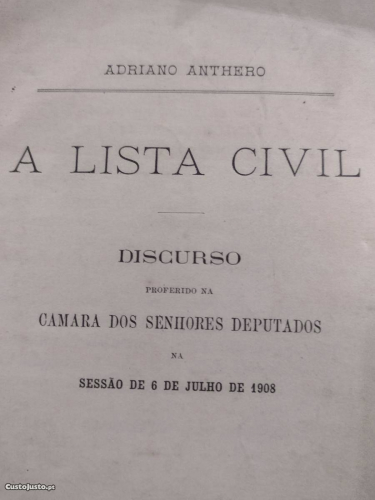 ADRIANO ANTHERO
A LISTA CIVIL
DISCURSO
PROFERIDO NA
CAMARA DOS SENHORES DEPUTADOS
NA
SESSÃO DE 6 DE JULHO DE 1908
CustoJusto.pt